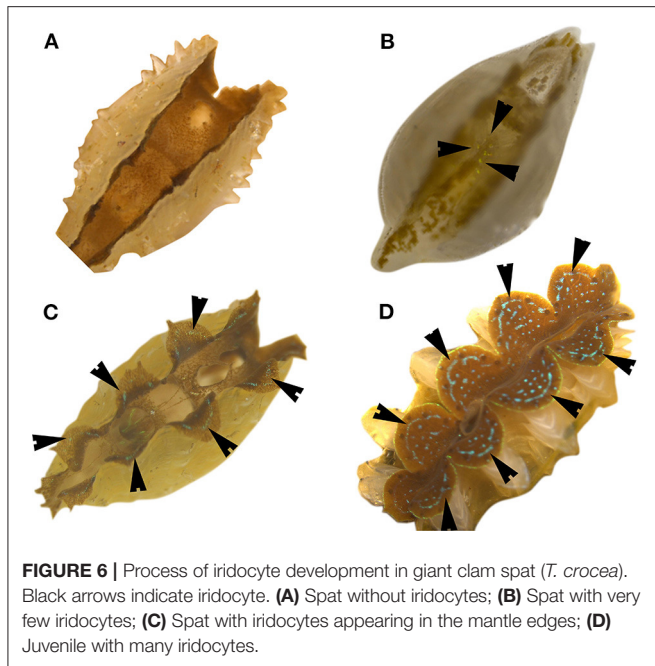 A
B
C
D
FIGURE 6 | Process of iridocyte development in giant clam spat (T. crocea).
Black arrows indicate iridocyte. (A) Spat without iridocytes; (B) Spat with very
few iridocytes; (C) Spat with iridocytes appearing in the mantle edges; (D)
Juvenile with many iridocytes.